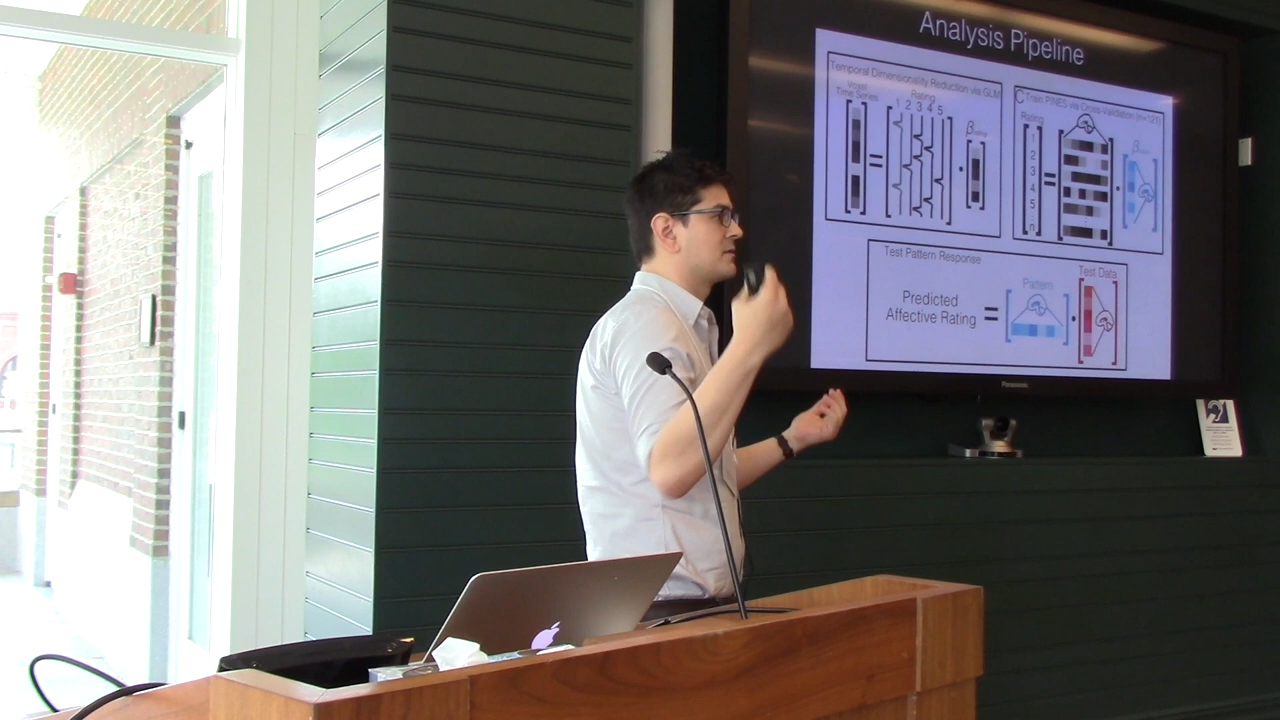 Analysis Pipeline
Temporal Dimensionality Reduction via GLM
Voxel
Time Series
Rating
1 2 3 4 5
=
β
C Train PINES via Cross-Validation (n=121)
Rating
1
2
3
4
5
n
=
β
Test Pattern Response
Predicted
Affective Rating
=
Pattern
Test Data
Panasonic